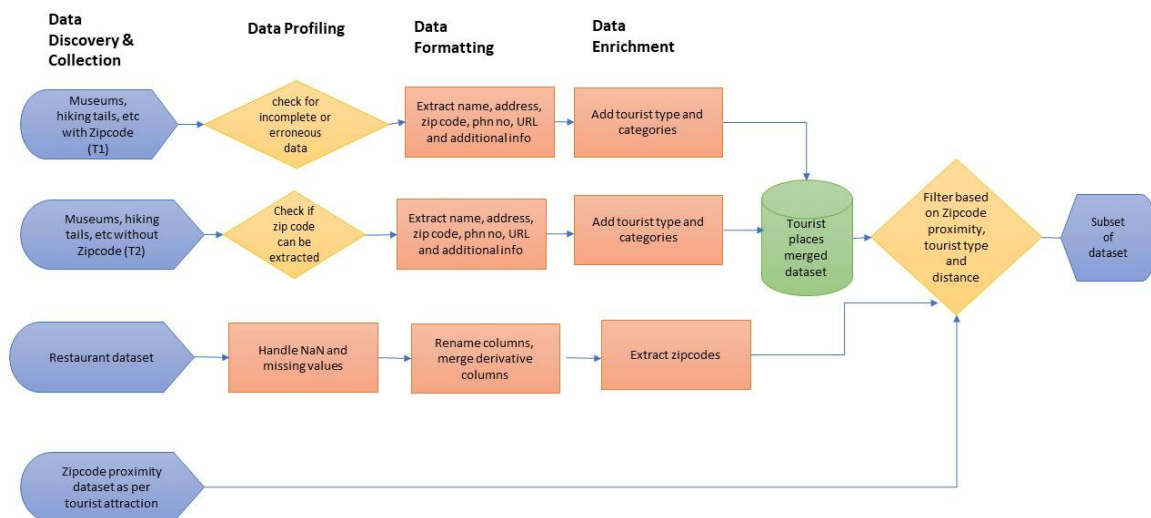 Data
Discovery &
Collection
Data Profiling
Data
Formatting
Data
Enrichment
Museums,
hiking tails, etc
with Zipcode
(T1)
check for
incomplete or
erroneous
data
Extract name, address,
zip code, phn no, URL
and additional info
Add tourist type and
categories
Museums, hiking
tails, etc without
Zipcode (T2)
Check if
zip code
can be
extracted
Extract name, address,
zip code, phn no, URL
and additional info
Add tourist type and
categories
Tourist
places
merged
dataset
Filter based
on Zipcode
proximity,
tourist type
and
distance
Subset
of
dataset
Restaurant dataset
Handle NaN and
missing values
Rename columns,
merge derivative
columns
Extract zipcodes
Zipcode proximity
dataset as per
tourist attraction